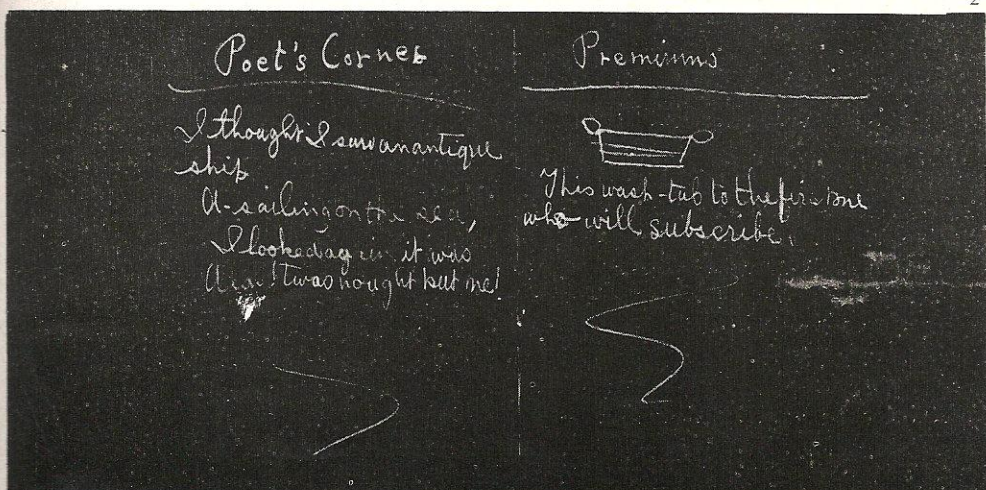 2
Poet's Corner
I thought I saw an antique
ship
A-sailing on the sea,
I looked again it was
'twas nought but me!
Premiums
This wash-tub to the first one
who will subscribe.